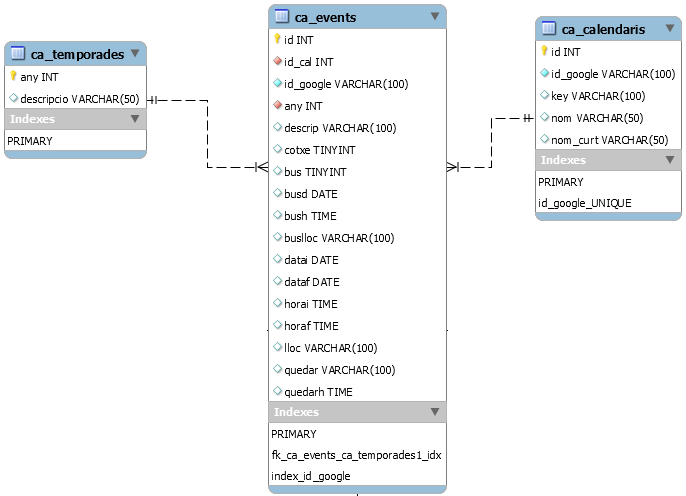 ca_temporades
any INT
descripcio VARCHAR(50)
Indexes
PRIMARY
ca_events
id INT
id_cal INT
id_google VARCHAR(100)
any INT
descrip VARCHAR(100)
cotxe TINYINT
bus TINYINT
busd DATE
bush TIME
buslloc VARCHAR(100)
datai DATE
dataf DATE
horai TIME
horaf TIME
lloc VARCHAR(100)
quedar VARCHAR(100)
quedarh TIME
Indexes
PRIMARY
fk_ca_events_ca_temporades1_idx
index_id_google
ca_calendaris
id INT
id_google VARCHAR(100)
key VARCHAR(100)
nom VARCHAR(50)
nom_curt VARCHAR(50)
Indexes
PRIMARY
id_google_UNIQUE